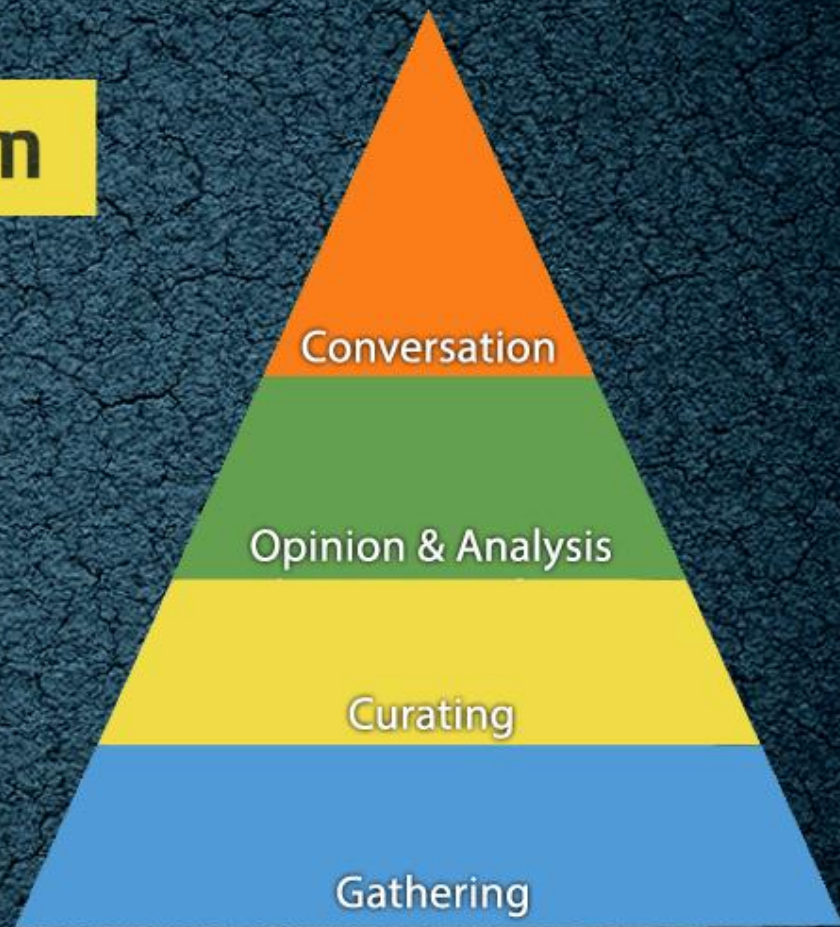 m
Conversation
Opinion & Analysis
Curating
Gathering